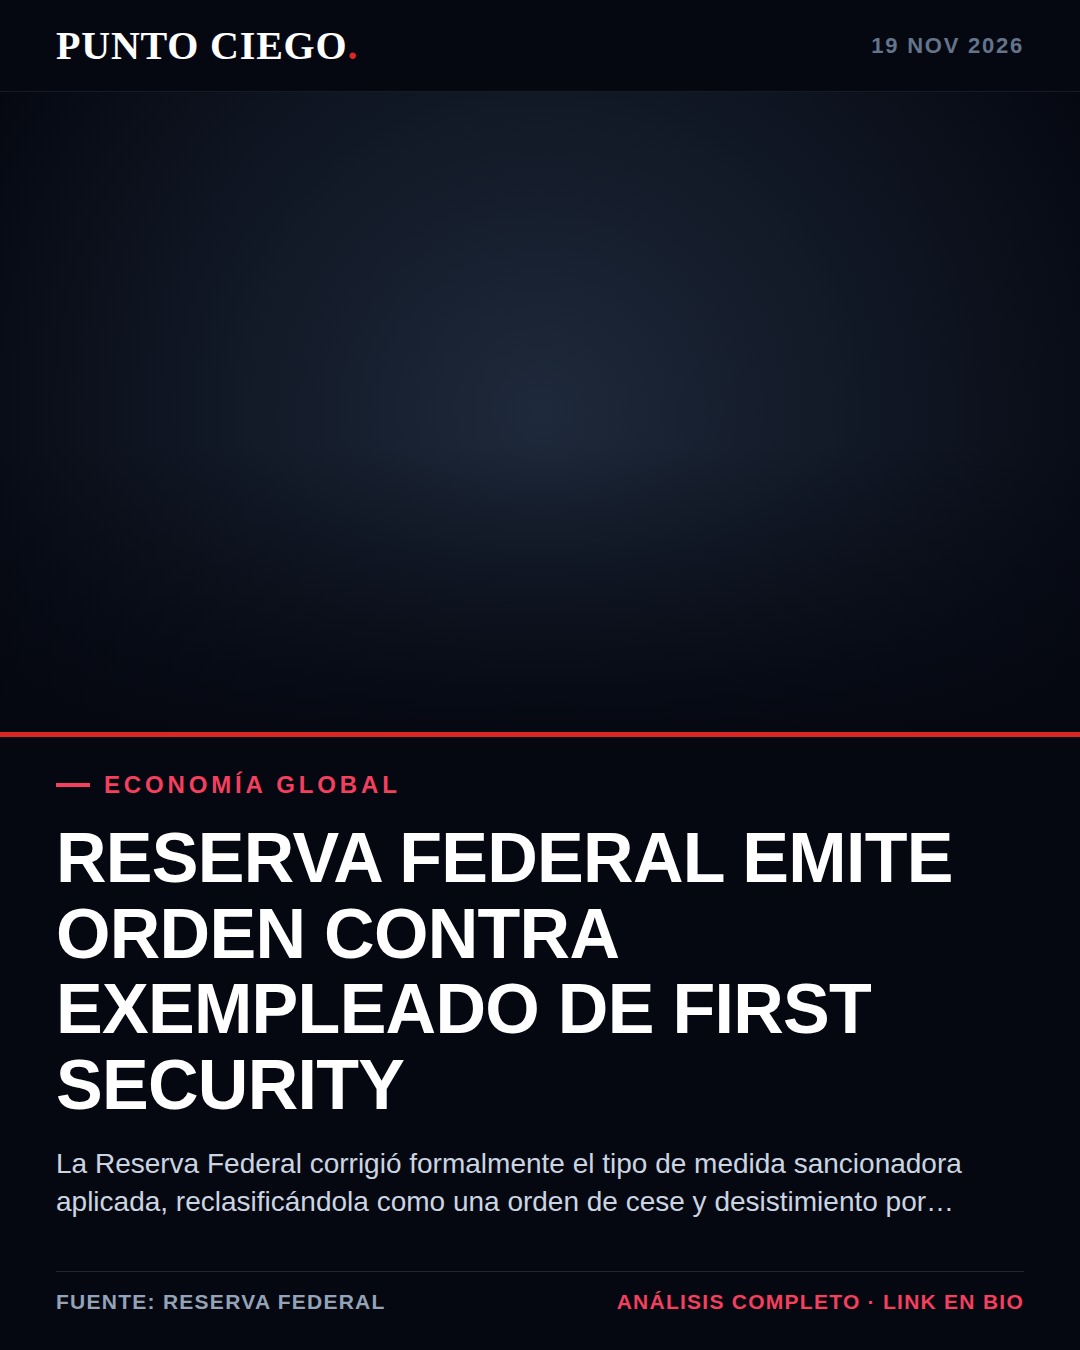 PUNTO CIEGO.
19 NOV 2026
ECONOMÍA GLOBAL
RESERVA FEDERAL EMITE
ORDEN CONTRA
EXEMPLEADO DE FIRST
SECURITY
La Reserva Federal corrigió formalmente el tipo de medida sancionadora
aplicada, reclasificándola como una orden de cese y desistimiento por…
FUENTE: RESERVA FEDERAL
ANÁLISIS COMPLETO · LINK EN BIO